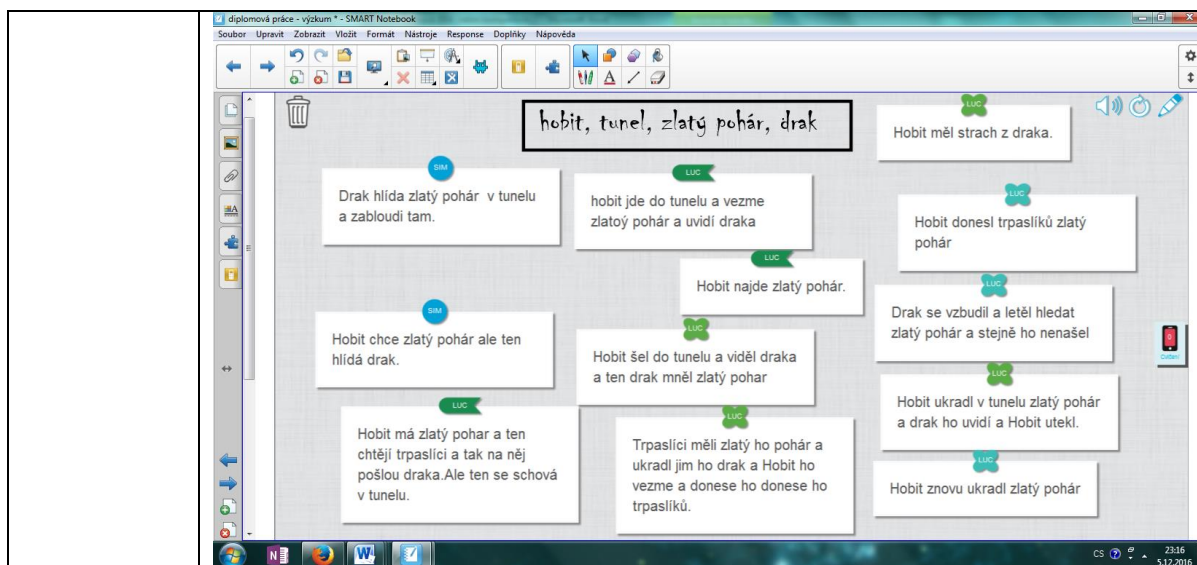 diplomová práce - výzkum * - SMART Notebook
Soubor Upravit Zobrazit Vložit Formát Nástroje Response Doplňky Nápověda
hobit, tunel, zlatý pohár, drak
LUC
Hobit měl strach z draka.
SIM
Drak hlída zlatý pohár v tunelu
a zabloudi tam.
LUC
hobit jde do tunelu a vezme
zlatoý pohár a uvidí draka
LUC
Hobit donesl trpaslíků zlatý
pohár
LUC
Hobit najde zlatý pohár.
LUC
Drak se vzbudil a letěl hledat
zlatý pohár a stejně ho nenašel
SIM
Hobit chce zlatý pohár ale ten
hlídá drak.
LUC
Hobit šel do tunelu a viděl draka
a ten drak mněl zlatý pohar
LUC
Hobit ukradl v tunelu zlatý pohár
a drak ho uvidí a Hobit utekl.
LUC
Hobit má zlatý pohar a ten
chtějí trpaslíci a tak na něj
pošlou draka.Ale ten se schová
v tunelu.
LUC
Trpaslíci měli zlatý ho pohár a
ukradl jim ho drak a Hobit ho
vezme a donese ho donese ho
trpaslíků.
LUC
Hobit znovu ukradl zlatý pohár
0
CS
23:16
5.12.2016